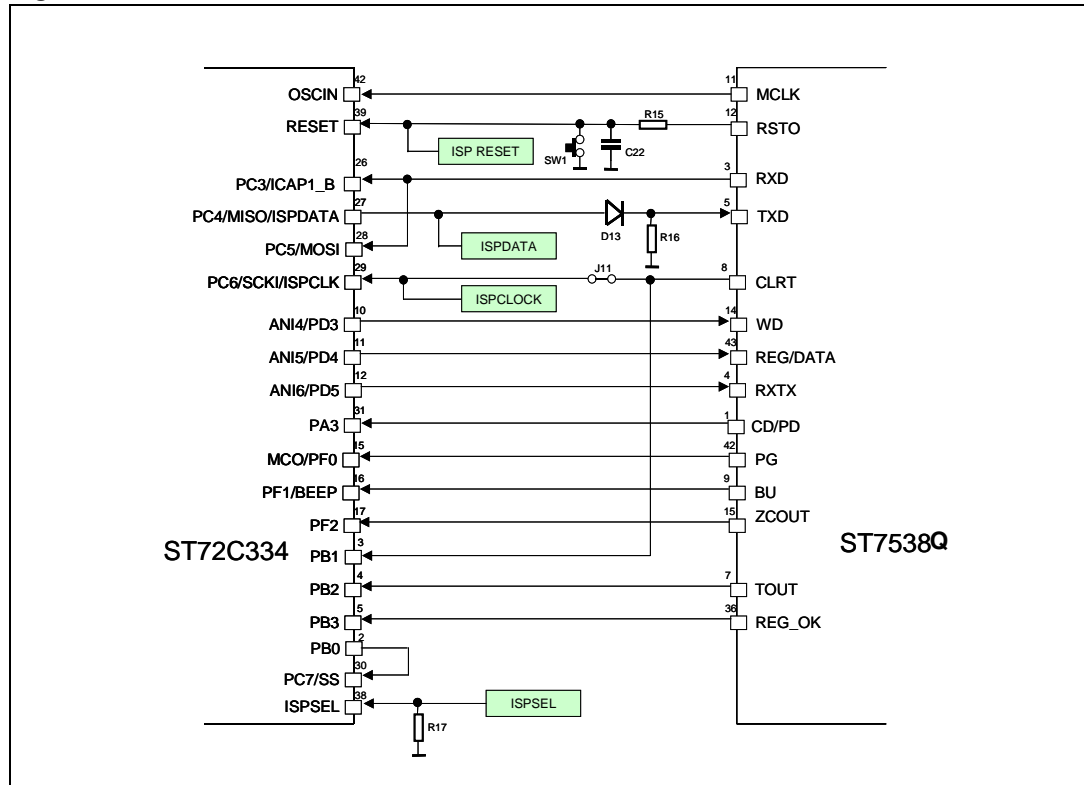 42 11
OSCIN MCLK
39 R15 12
RESET RSTO
ISP RESET SW1 C22
26 3
PC3/ICAP1_B RXD
27 5
PC4/MISO/ISPDATA TXD
28 D13 R16
PC5/MOSI ISPDATA
29 J11 8
PC6/SCKI/ISPCLK CLRT
ISPCLOCK
10 14
ANI4/PD3 WD
11 43
ANI5/PD4 REG/DATA
12 4
ANI6/PD5 RXTX
31 1
PA3 CD/PD
15 42
MCO/PF0 PG
16 9
PF1/BEEP BU
17 15
PF2 ZCOUT
ST72C334 ST7538Q
3
PB1
4 7
PB2 TOUT
5 36
PB3 REG_OK
2
PB0
30
PC7/SS
38
ISPSEL ISPSEL
R17